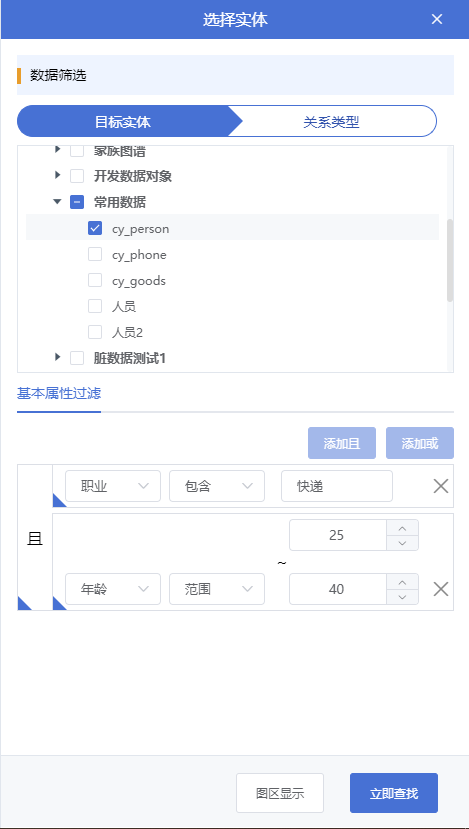 选择实体
数据筛选
目标实体 关系类型
家族图谱
开发数据对象
常用数据
cy_person
cy_phone
cy_goods
人员
人员2
脏数据测试1
基本属性过滤
添加且 添加或
职业 包含 快递
且
25
~
年龄 范围 40
图区显示 立即查找